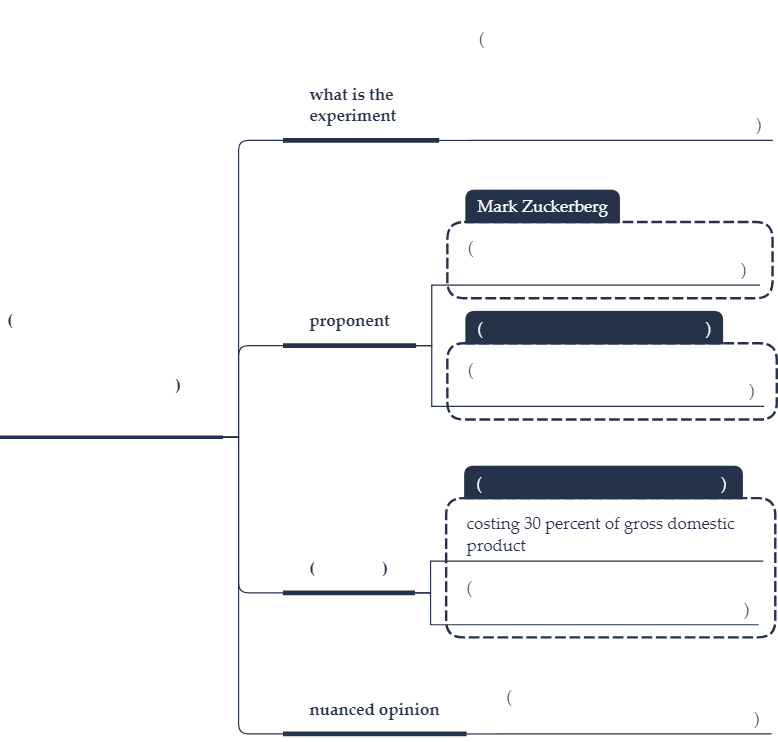 (
what is the
experiment
)
Mark Zuckerberg
(
)
(
)
proponent
( )
(
)
( )
costing 30 percent of gross domestic
product
( )
(
)
nuanced opinion
(
)